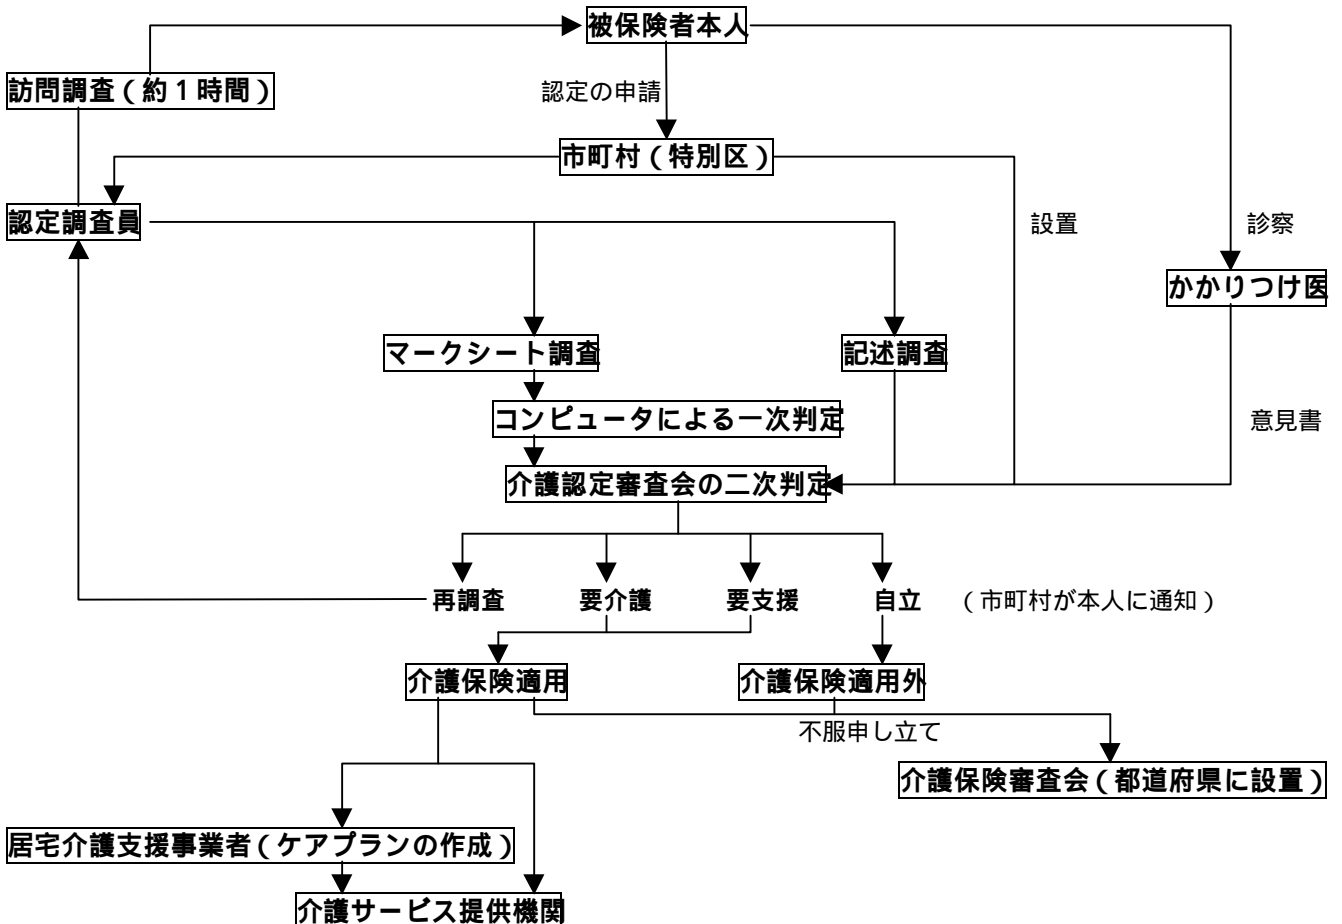 被保険者本人
訪問調査（約１時間）
認定の申請
市町村（特別区）
認定調査員
設置
診察
かかりつけ医
マークシート調査
記述調査
コンピュータによる一次判定
意見書
介護認定審査会の二次判定
再調査
要介護
要支援
自立
（市町村が本人に通知）
介護保険適用
介護保険適用外
不服申し立て
介護保険審査会（都道府県に設置）
居宅介護支援事業者（ケアプランの作成）
介護サービス提供機関